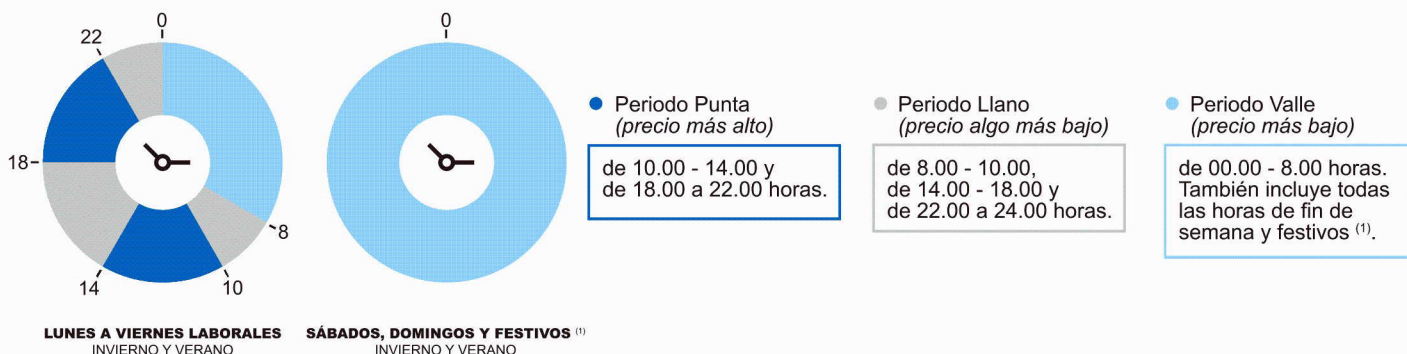 0
22
18
14
10
8
LUNES A VIERNES LABORALES
INVIERNO Y VERANO
0
SÁBADOS, DOMINGOS Y FESTIVOS (1)
INVIERNO Y VERANO
Periodo Punta
(precio más alto)
de 10.00 - 14.00 y
de 18.00 a 22.00 horas.
Periodo Llano
(precio algo más bajo)
de 8.00 - 10.00,
de 14.00 - 18.00 y
de 22.00 a 24.00 horas.
Periodo Valle
(precio más bajo)
de 00.00 - 8.00 horas.
También incluye todas
las horas de fin de
semana y festivos (1).